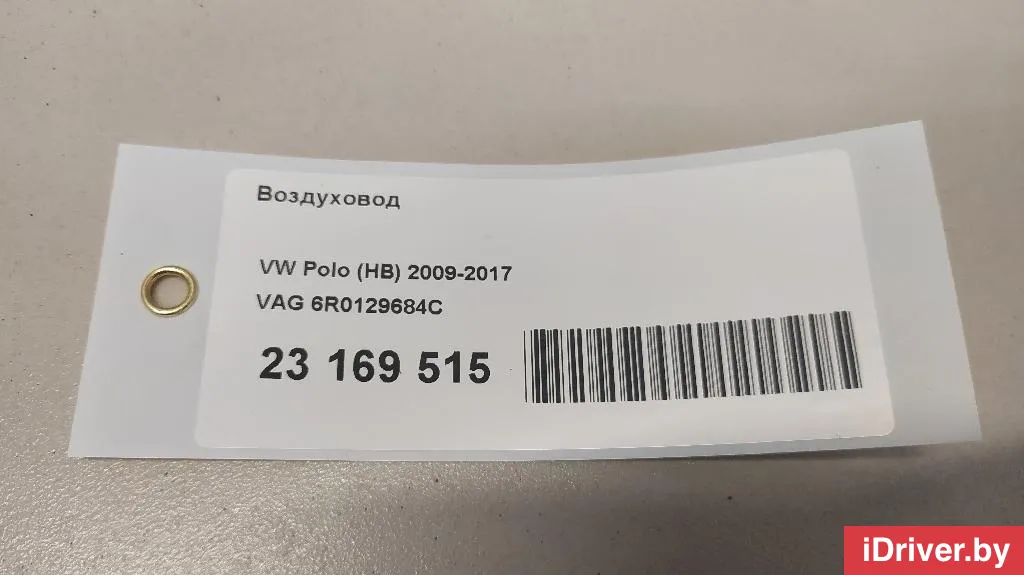 Воздуховод
VW Polo (HB) 2009-2017
VAG 6R0129684C
23 169 515
iDriver.by